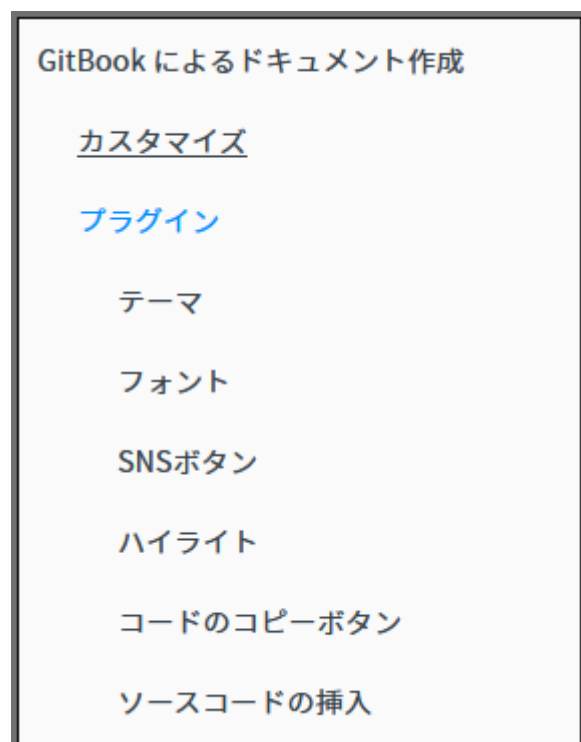 GitBook によるドキュメント作成
カスタマイズ
プラグイン
テーマ
フォント
SNSボタン
ハイライト
コードのコピーボタン
ソースコードの挿入